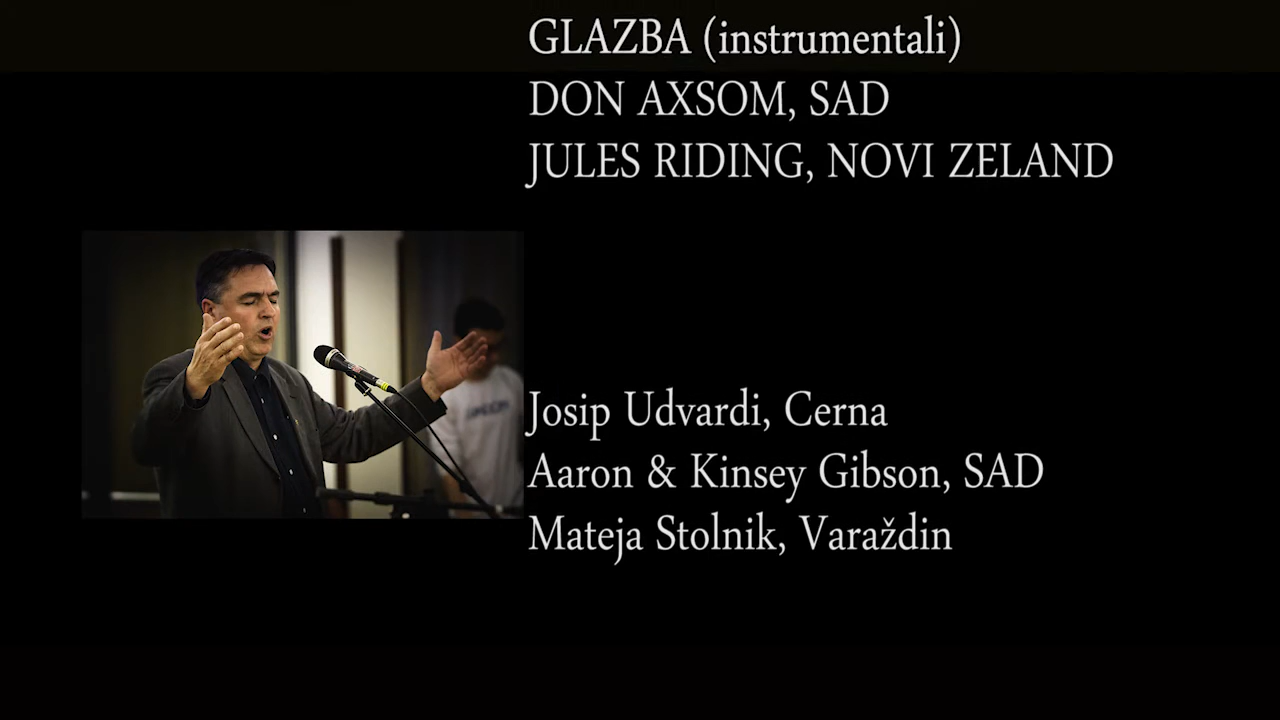 GLAZBA (instrumentali)
DON AXSOM, SAD
JULES RIDING, NOVI ZELAND
Josip Udvardi, Cerna
Aaron & Kinsey Gibson, SAD
Mateja Stolnik, Varaždin